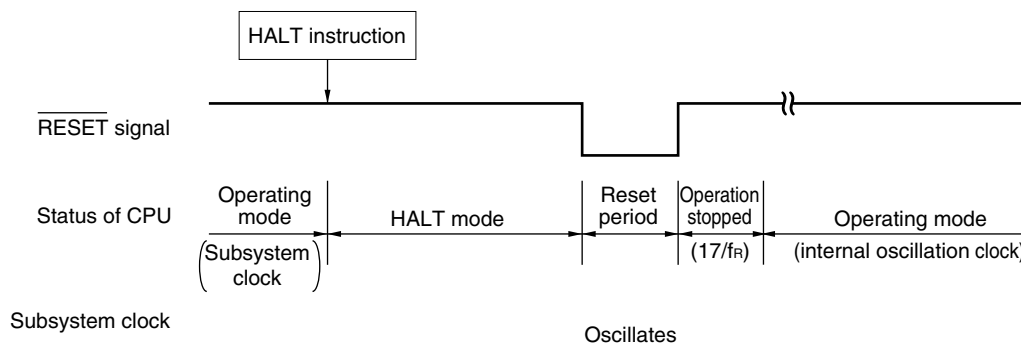 HALT instruction
RESET signal
Status of CPU
Operating
mode
(Subsystem
clock)
HALT mode
Reset
period
Operation
stopped
(17/fR)
Operating mode
(internal oscillation clock)
Subsystem clock
Oscillates